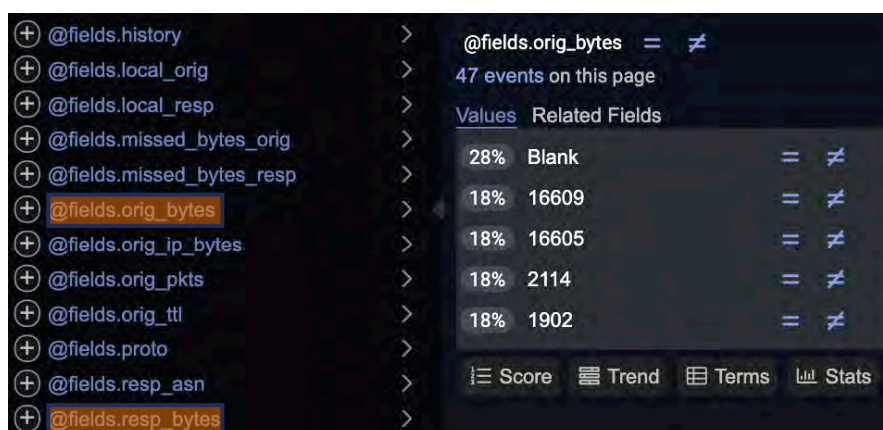 @fields.history
@fields.local_orig
@fields.local_resp
@fields.missed_bytes_orig
@fields.missed_bytes_resp
@fields.orig_bytes
@fields.orig_ip_bytes
@fields.orig_pkts
@fields.orig_ttl
@fields.proto
@fields.resp_asn
@fields.resp_bytes
@fields.orig_bytes = ≠
47 events on this page
Values Related Fields
28% Blank = ≠
18% 16609 = ≠
18% 16605 = ≠
18% 2114 = ≠
18% 1902 = ≠
Score Trend Terms Stats